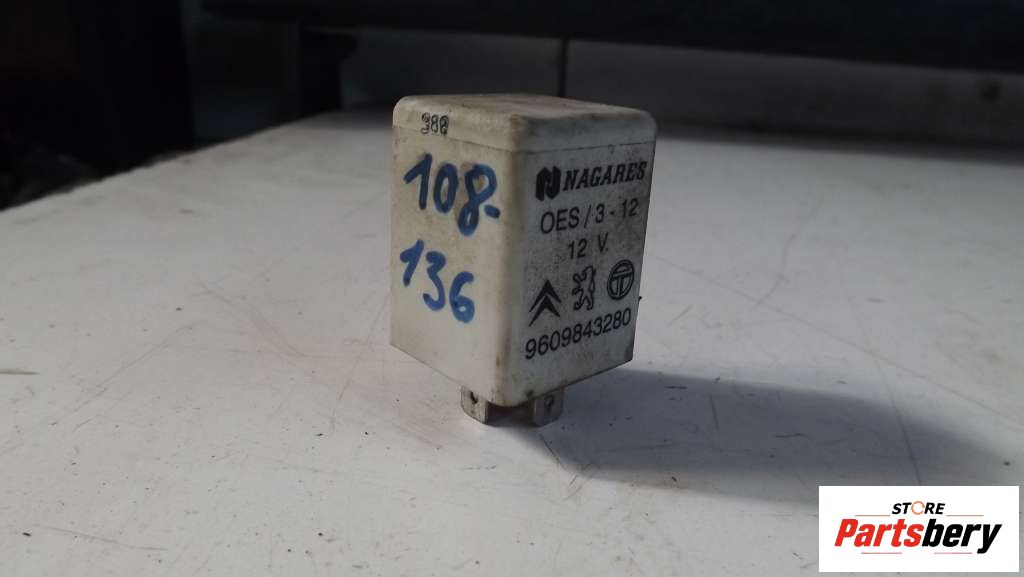 388
108-
136
NAGARES
OES / 3 - 12
12 V.
9609843280
STORE
Partsbery